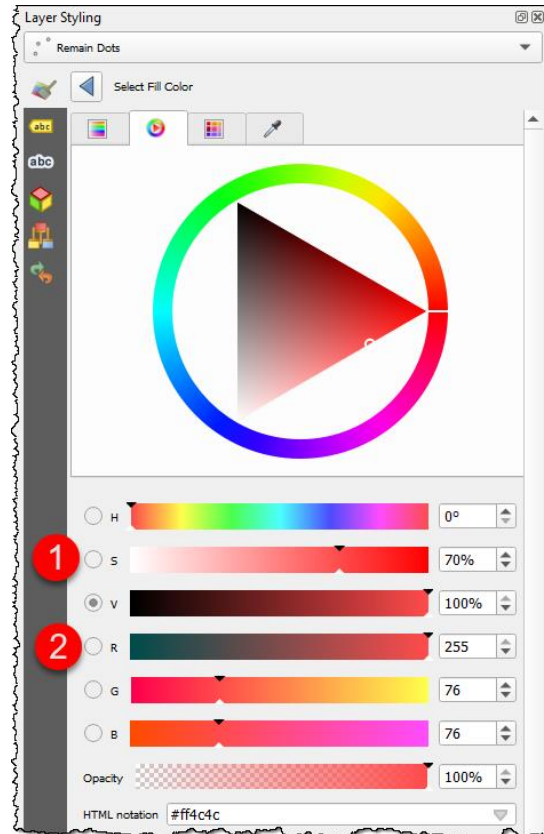 Layer Styling
Remain Dots
Select Fill Color
abc
abc
H 0°
1 S 70%
V 100%
2 R 255
G 76
B 76
Opacity 100%
HTML notation #ff4c4c